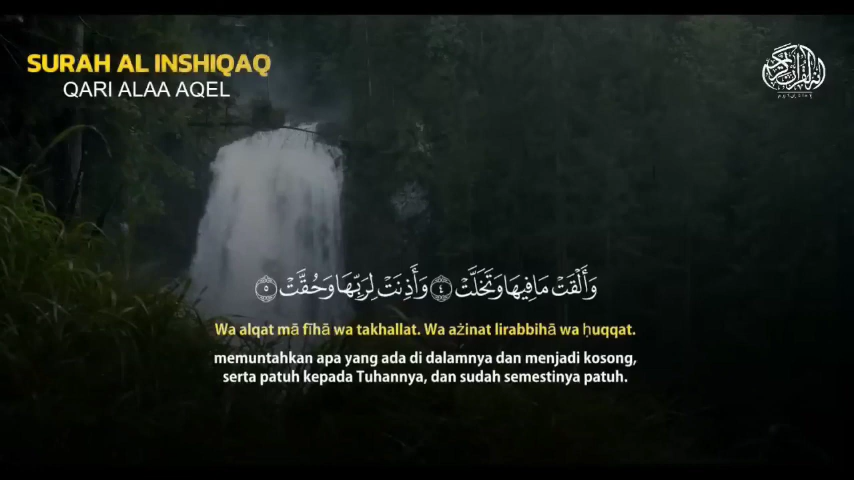 SURAH AL INSHIQAQ
QARI ALAA AQEL
وَأَلْقَتْ مَا فِيهَا وَتَخَلَّتْ ٤ وَأَذِنَتْ لِرَبِّهَا وَحُقَّتْ ٥
Wa alqat mā fīhā wa takhallat. Wa ażinat lirabbihā wa ḥuqqat.
memuntahkan apa yang ada di dalamnya dan menjadi kosong,
serta patuh kepada Tuhannya, dan sudah semestinya patuh.